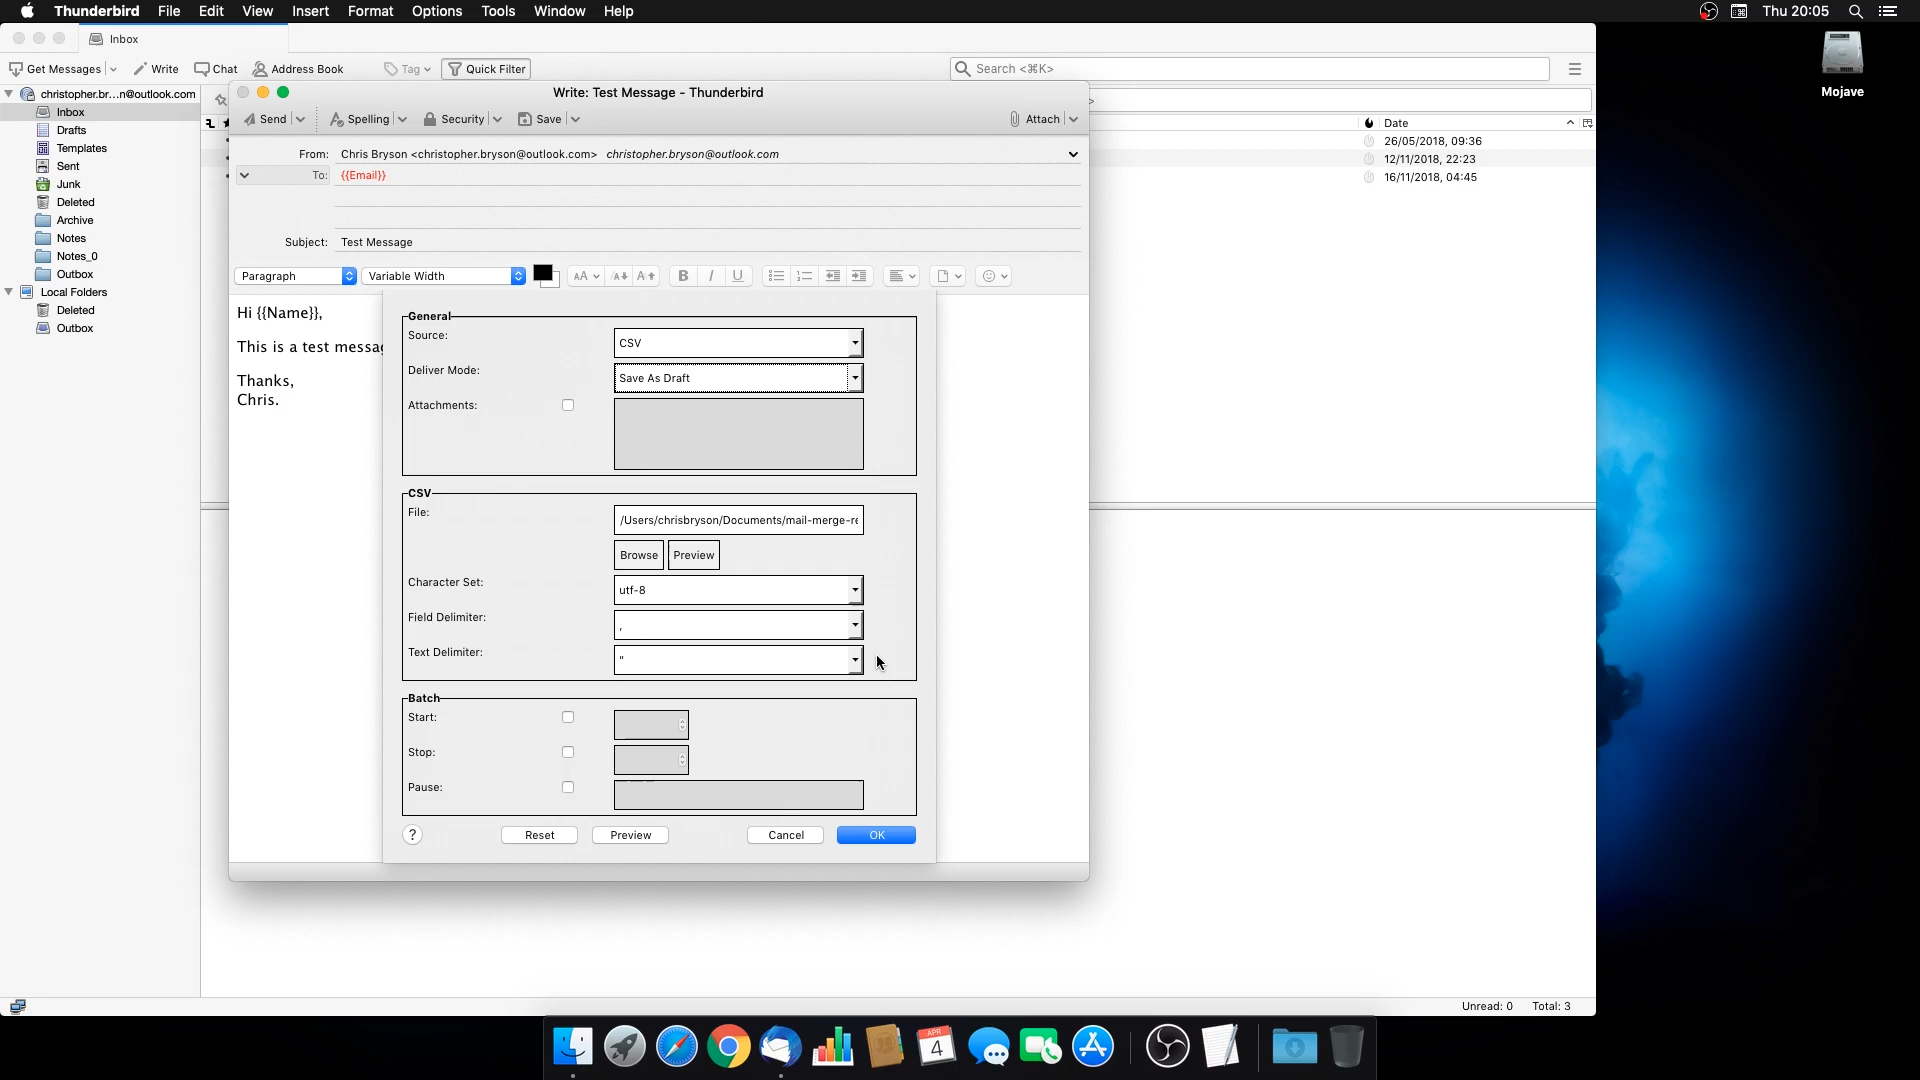 Thunderbird File Edit View Insert Format Options Tools Window Help
Thu 20:05
Inbox
Get Messages Write Chat Address Book Tag Quick Filter
Search <⌘K>
Mojave
christopher.br...n@outlook.com
Inbox
Drafts
Templates
Sent
Junk
Deleted
Archive
Notes
Notes_0
Outbox
Local Folders
Deleted
Outbox
Date
26/05/2018, 09:36
12/11/2018, 22:23
16/11/2018, 04:45
Write: Test Message - Thunderbird
Send Spelling Security Save Attach
From: Chris Bryson <christopher.bryson@outlook.com> christopher.bryson@outlook.com
To: {{Email}}
Subject: Test Message
Paragraph Variable Width
Hi {{Name}},
This is a test
Thanks,
Chris.
General
Source: CSV
Deliver Mode: Save As Draft
Attachments:
CSV
File: /Users/chrisbryson/Documents/mail-merge-re
Browse Preview
Character Set: utf-8
Field Delimiter: ,
Text Delimiter: "
Batch
Start:
Stop:
Pause:
? Reset Preview Cancel OK
Unread: 0 Total: 3
APR
4